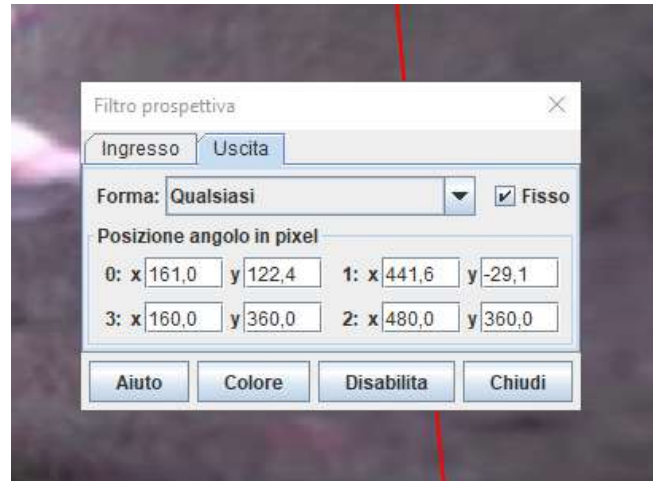 Filtro prospettiva
Ingresso Uscita
Forma: Qualsiasi Fisso
Posizione angolo in pixel
0: x 161,0 y 122,4 1: x 441,6 y -29,1
3: x 160,0 y 360,0 2: x 480,0 y 360,0
Aiuto Colore Disabilita Chiudi